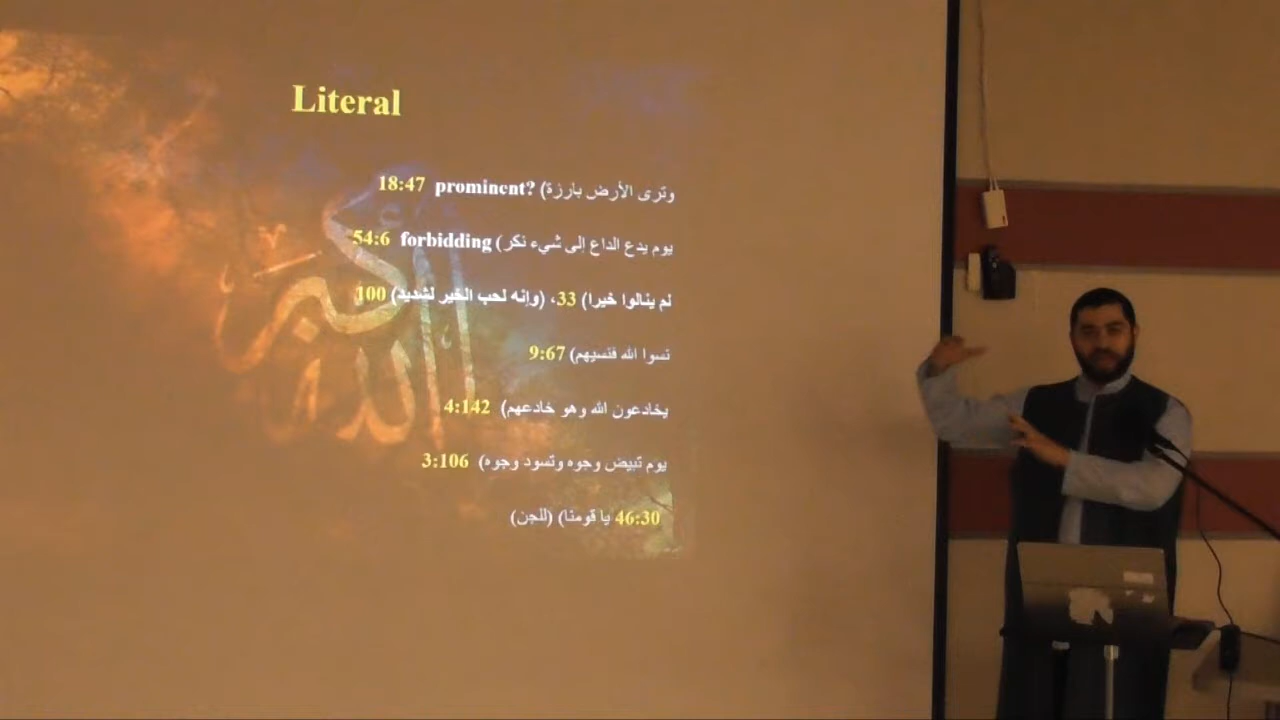 Literal
وترى الأرض بارزة) prominent? 18:47
يوم يدع الداع إلى شيء نكر) forbidding 54:6
لم ينالوا خيرا) 33، (وإنه لحب الخير لشديد) 100
نسوا الله فنسيهم) 9:67
يخادعون الله وهو خادعهم) 4:142
يوم تبيض وجوه وتسود وجوه) 3:106
46:30 يا قومنا) (للجن)
الله أكبر